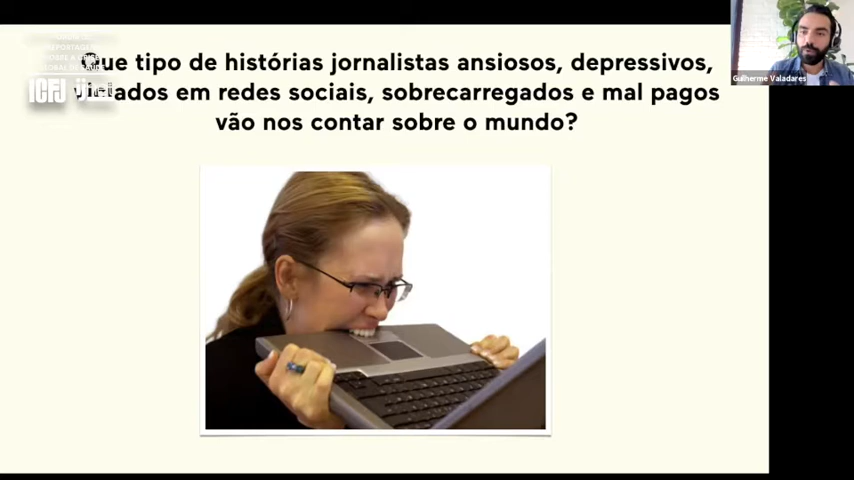 Que tipo de histórias jornalistas ansiosos, depressivos,
viciados em redes sociais, sobrecarregados e mal pagos
vão nos contar sobre o mundo?
ICFJ
Guilherme Valadares